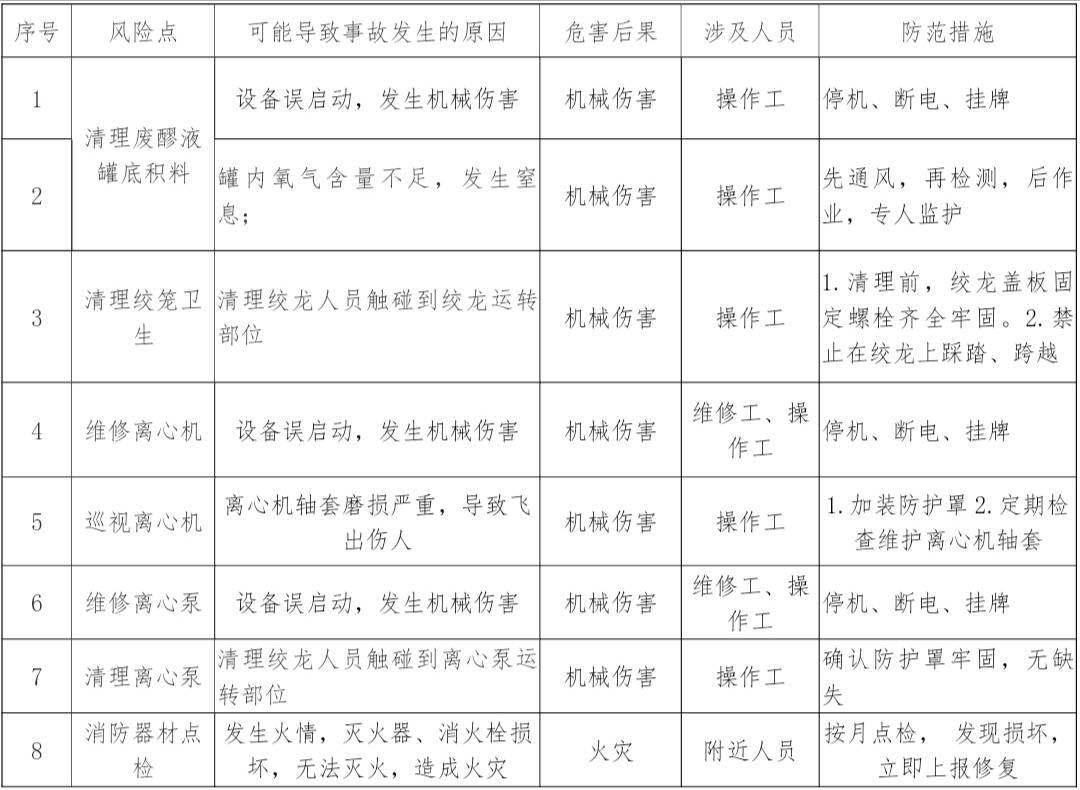 序号 风险点 可能导致事故发生的原因 危害后果 涉及人员 防范措施
1 设备误启动，发生机械伤害 机械伤害 操作工 停机、断电、挂牌
清理废醪液
罐底积料
2 罐内氧气含量不足，发生窒
息；
机械伤害 操作工 先通风，再检测，后作
业，专人监护
3 清理绞笼卫
生
清理绞龙人员触碰到绞龙运转
部位
机械伤害 操作工 1.清理前，绞龙盖板固
定螺栓齐全牢固。2.禁
止在绞龙上踩踏、跨越
4 维修离心机 设备误启动，发生机械伤害 机械伤害 维修工、操
作工
停机、断电、挂牌
5 巡视离心机 离心机轴套磨损严重，导致飞
出伤人
机械伤害 操作工 1.加装防护罩 2.定期检
查维护离心机轴套
6 维修离心泵 设备误启动，发生机械伤害 机械伤害 维修工、操
作工
停机、断电、挂牌
7 清理离心泵 清理绞龙人员触碰到离心泵运
转部位
机械伤害 操作工 确认防护罩牢固，无缺
失
8 消防器材点
检
发生火情，灭火器、消火栓损
坏，无法灭火，造成火灾
火灾 附近人员 按月点检， 发现损坏，
立即上报修复